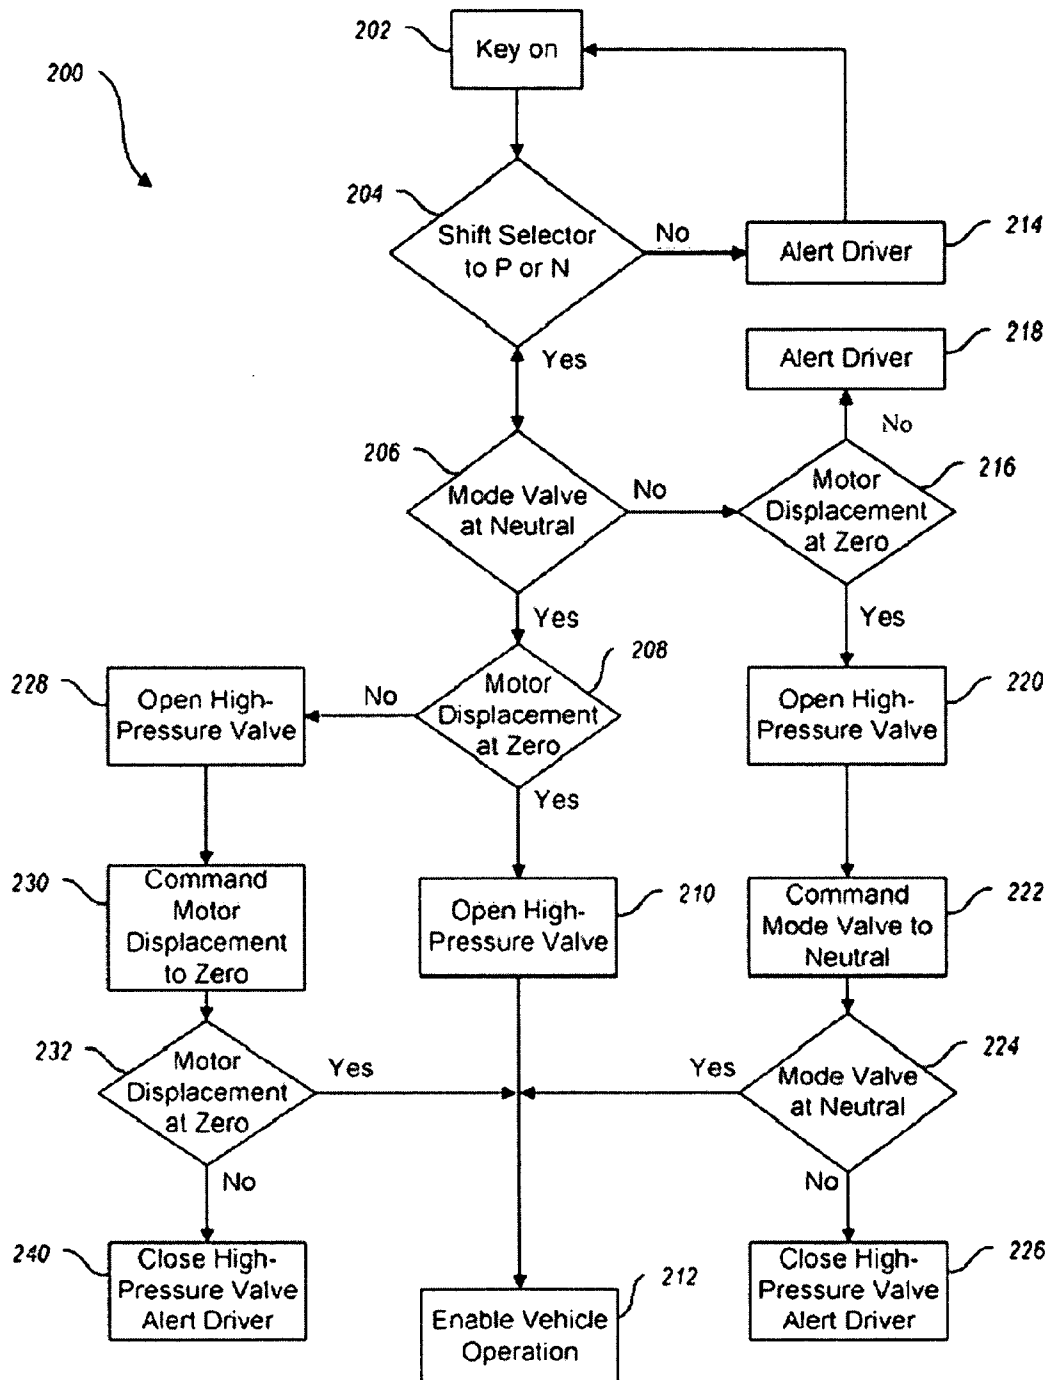 202
Key on
200
204
Shift Selector
to P or N
No
Alert Driver
214
Yes
Alert Driver
218
No
206
Mode Valve
at Neutral
No
Motor
Displacement
at Zero
216
Yes
Yes
208
Motor
Displacement
at Zero
No
228
Open High-
Pressure Valve
Open High-
Pressure Valve
220
Yes
230
Command
Motor
Displacement
to Zero
Open High-
Pressure Valve
210
Command
Mode Valve to
Neutral
222
232
Motor
Displacement
at Zero
Yes
Yes
Mode Valve
at Neutral
224
No
No
240
Close High-
Pressure Valve
Alert Driver
212
Enable Vehicle
Operation
Close High-
Pressure Valve
Alert Driver
226